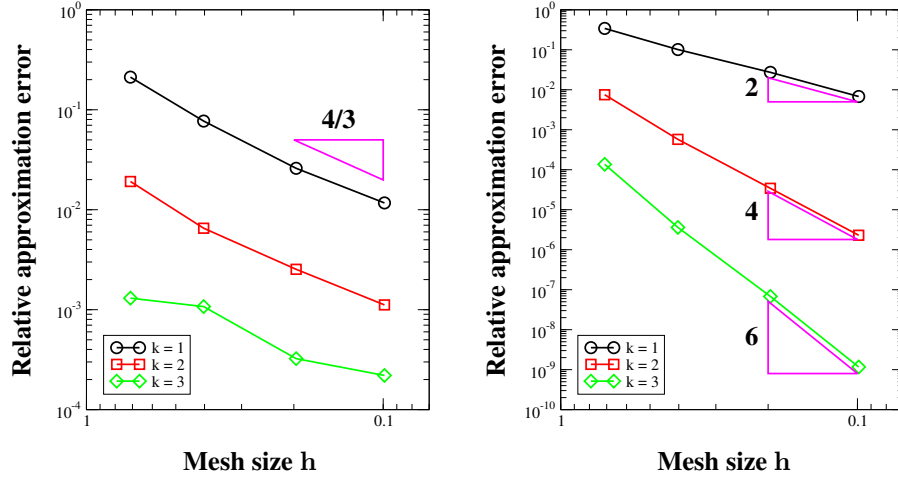 Relative approximation error
10^0
10^-1
10^-2
10^-3
10^-4
4/3
k = 1
k = 2
k = 3
1
0.1
Mesh size h
Relative approximation error
10^0
10^-1
10^-2
10^-3
10^-4
10^-5
10^-6
10^-7
10^-8
10^-9
10^-10
2
4
6
k = 1
k = 2
k = 3
1
0.1
Mesh size h